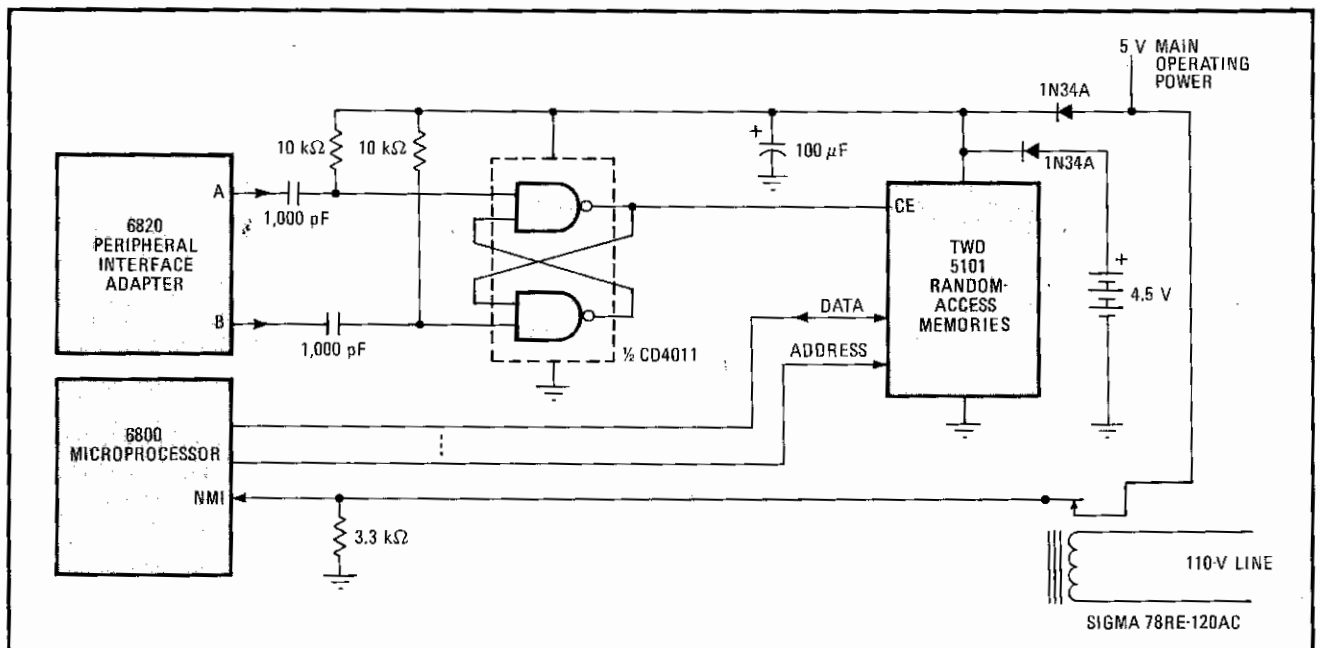 5 V MAIN
OPERATING
POWER
1N34A
10 kΩ
10 kΩ
+
100 μF
1N34A
6820
PERIPHERAL
INTERFACE
ADAPTER
A
B
1,000 pF
1,000 pF
½ CD4011
CE
TWO
5101
RANDOM-
ACCESS
MEMORIES
DATA
ADDRESS
+
4.5 V
6800
MICROPROCESSOR
NMI
3.3 kΩ
110-V LINE
SIGMA 78RE-120AC